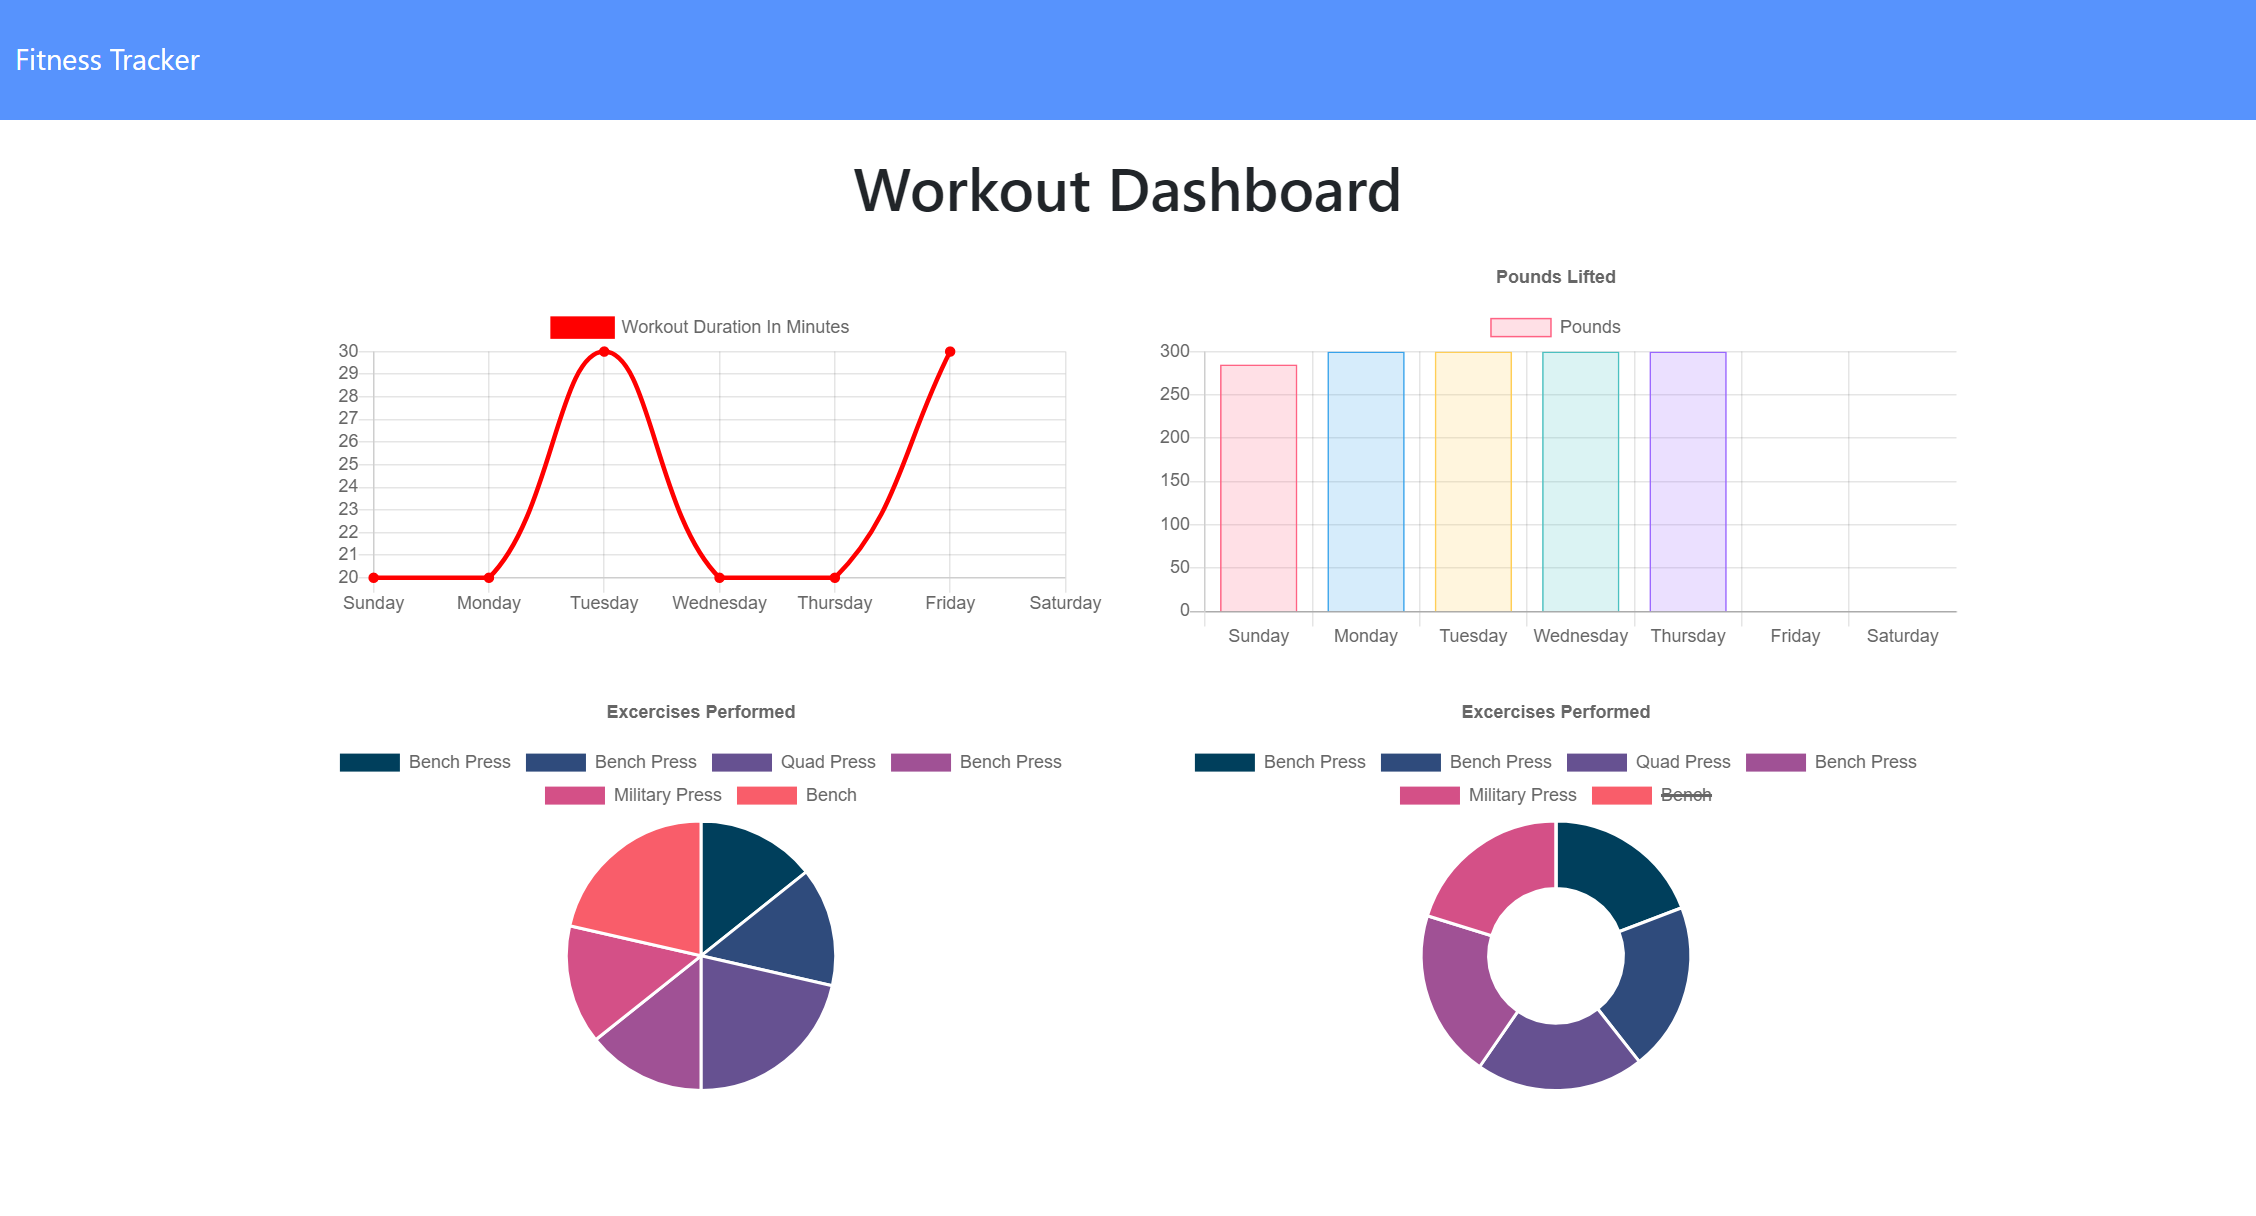 Fitness Tracker
Workout Dashboard
Workout Duration In Minutes
30
29
28
27
26
25
24
23
22
21
20
Sunday Monday Tuesday Wednesday Thursday Friday Saturday
Pounds Lifted
Pounds
300
250
200
150
100
50
0
Sunday Monday Tuesday Wednesday Thursday Friday Saturday
Excercises Performed
Bench Press Bench Press Quad Press Bench Press
Military Press Bench
Excercises Performed
Bench Press Bench Press Quad Press Bench Press
Military Press Bench